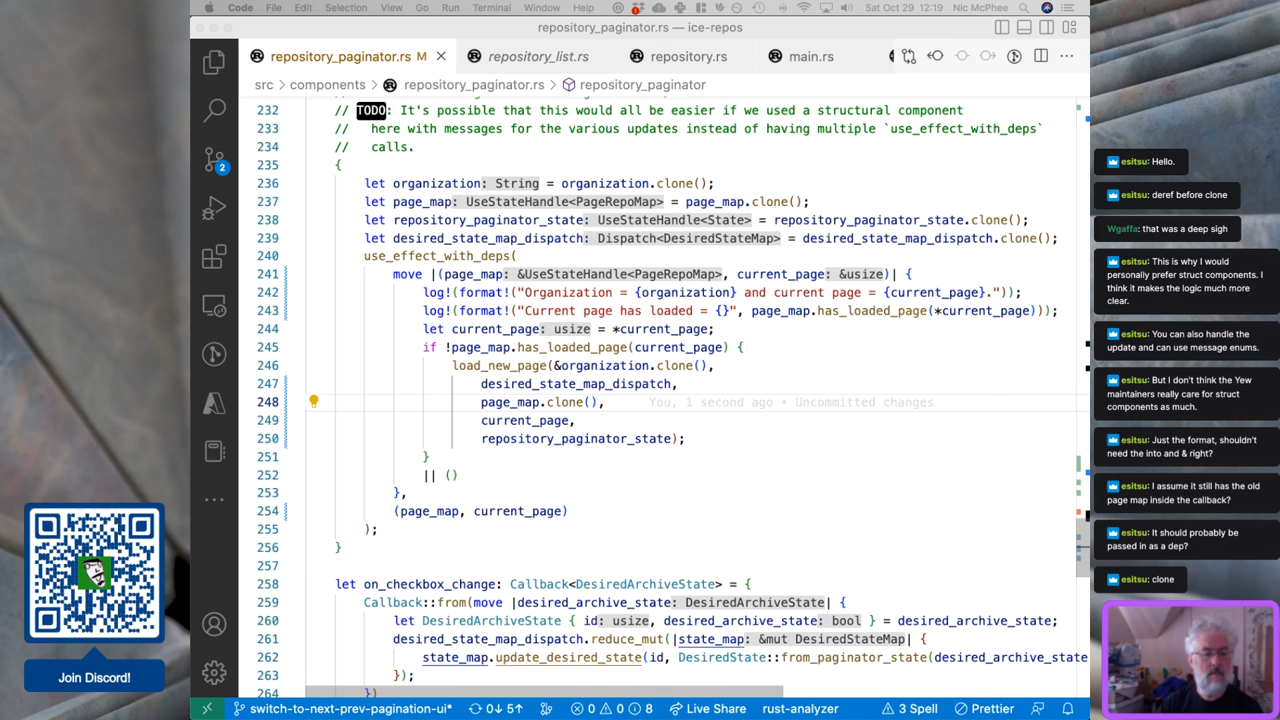 Code File Edit Selection View Go Run Terminal Window Help Sat Oct 29 12:19 Nic McPhee
repository_paginator.rs — ice-repos
repository_paginator.rs M repository_list.rs repository.rs main.rs
src > components > repository_paginator.rs > repository_paginator
232 // TODO: It's possible that this would all be easier if we used a structural component
233 // here with messages for the various updates instead of having multiple `use_effect_with_deps`
234 // calls.
235 {
236 let organization: String = organization.clone();
237 let page_map: UseStateHandle<PageRepoMap> = page_map.clone();
238 let repository_paginator_state: UseStateHandle<State> = repository_paginator_state.clone();
239 let desired_state_map_dispatch: Dispatch<DesiredStateMap> = desired_state_map_dispatch.clone();
240 use_effect_with_deps(
241 move |(page_map: &UseStateHandle<PageRepoMap>, current_page: &usize)| {
242 log!(format!("Organization = {organization} and current page = {current_page}."));
243 log!(format!("Current page has loaded = {}", page_map.has_loaded_page(*current_page)));
244 let current_page: usize = *current_page;
245 if !page_map.has_loaded_page(current_page) {
246 load_new_page(&organization.clone(),
247 desired_state_map_dispatch,
248 page_map.clone(), You, 1 second ago • Uncommitted changes
249 current_page,
250 repository_paginator_state);
251 }
252 || ()
253 },
254 (page_map, current_page)
255 );
256 }
257
258 let on_checkbox_change: Callback<DesiredArchiveState> = {
259 Callback::from(move |desired_archive_state: DesiredArchiveState| {
260 let DesiredArchiveState { id: usize, desired_archive_state: bool } = desired_archive_state;
261 desired_state_map_dispatch.reduce_mut(|state_map: &mut DesiredStateMap| {
262 state_map.update_desired_state(id, DesiredState::from_paginator_state(desired_archive_state
263 });
264 })
2
switch-to-next-prev-pagination-ui* 0↓ 5↑ 0 0 8 Live Share rust-analyzer 3 Spell Prettier
Join Discord!
esitsu: Hello.
esitsu: deref before clone
Wgaffa: that was a deep sigh
esitsu: This is why I would
personally prefer struct components. I
think it makes the logic much more
clear.
esitsu: You can also handle the
update and can use message enums.
esitsu: But I don't think the Yew
maintainers really care for struct
components as much.
esitsu: Just the format, shouldn't
need the into and & right?
esitsu: I assume it still has the old
page map inside the callback?
esitsu: It should probably be
passed in as a dep?
esitsu: clone